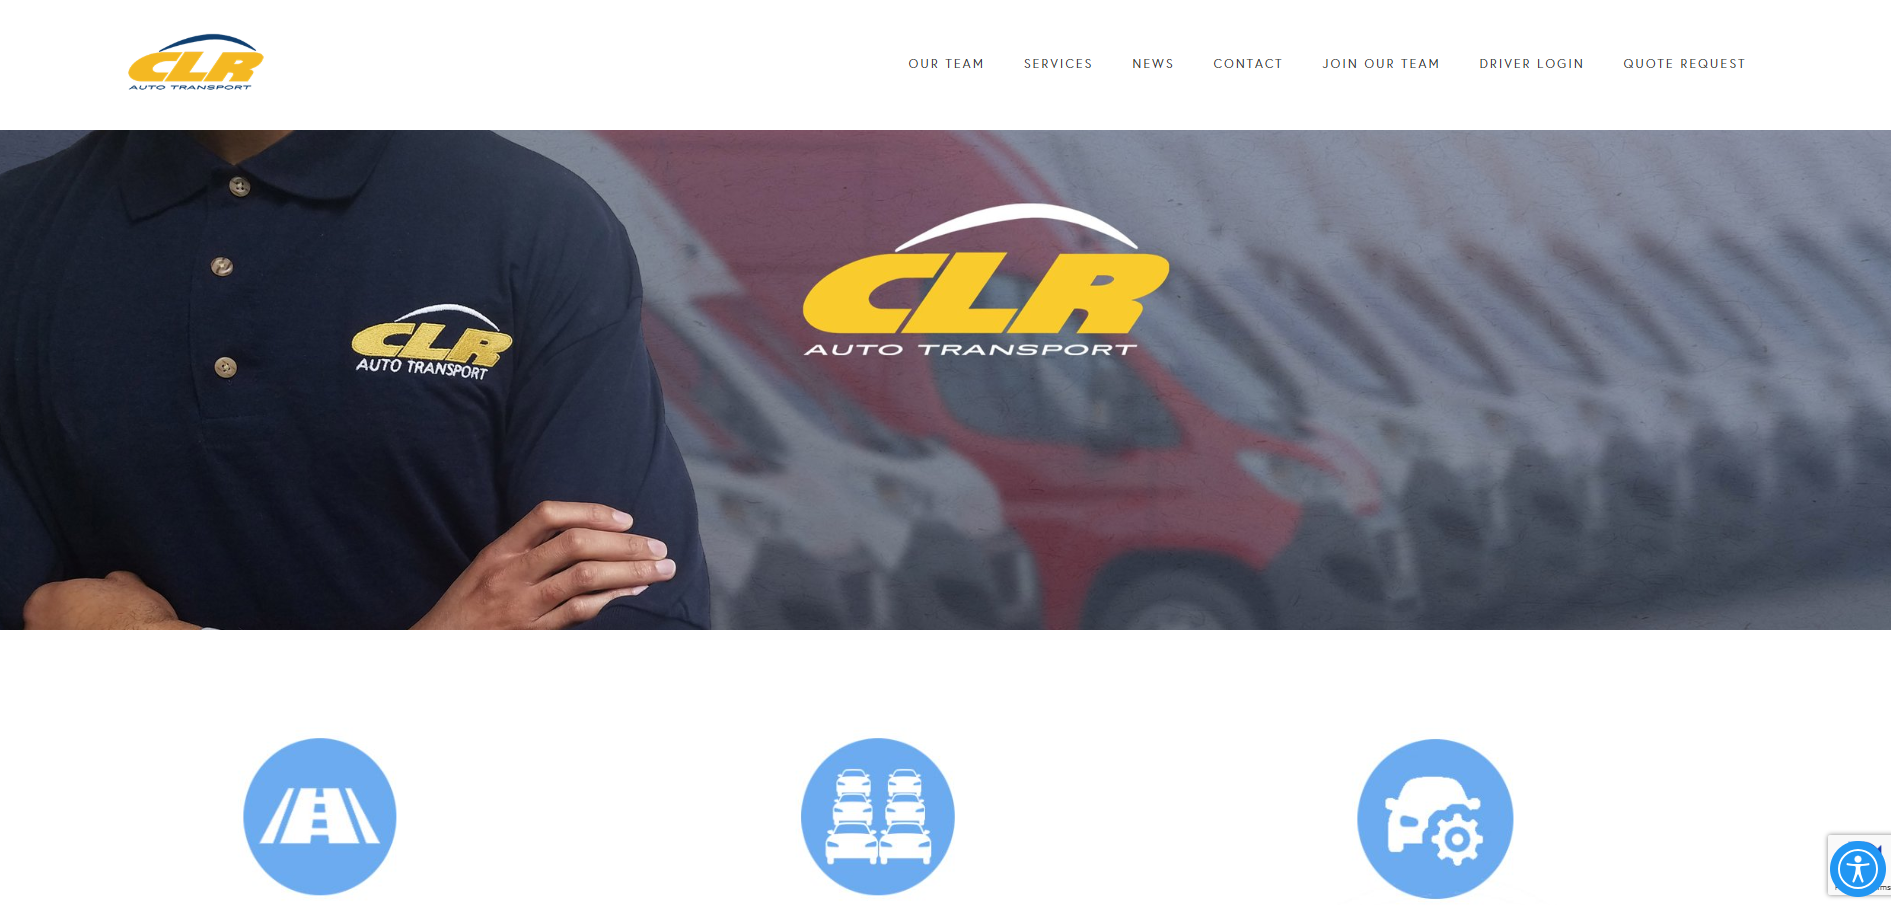 CLR
AUTO TRANSPORT
OUR TEAM
SERVICES
NEWS
CONTACT
JOIN OUR TEAM
DRIVER LOGIN
QUOTE REQUEST
CLR
AUTO TRANSPORT
CLR
AUTO TRANSPORT